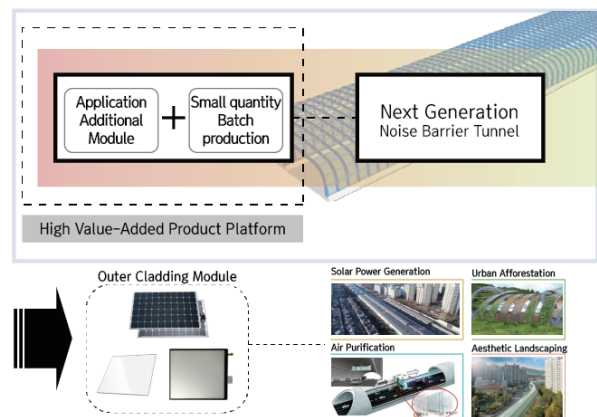 Application
Additional
Module
+
Small quantity
Batch
production
Next Generation
Noise Barrier Tunnel
High Value-Added Product Platform
Outer Cladding Module
Solar Power Generation
Urban Afforestation
Air Purification
Aesthetic Landscaping